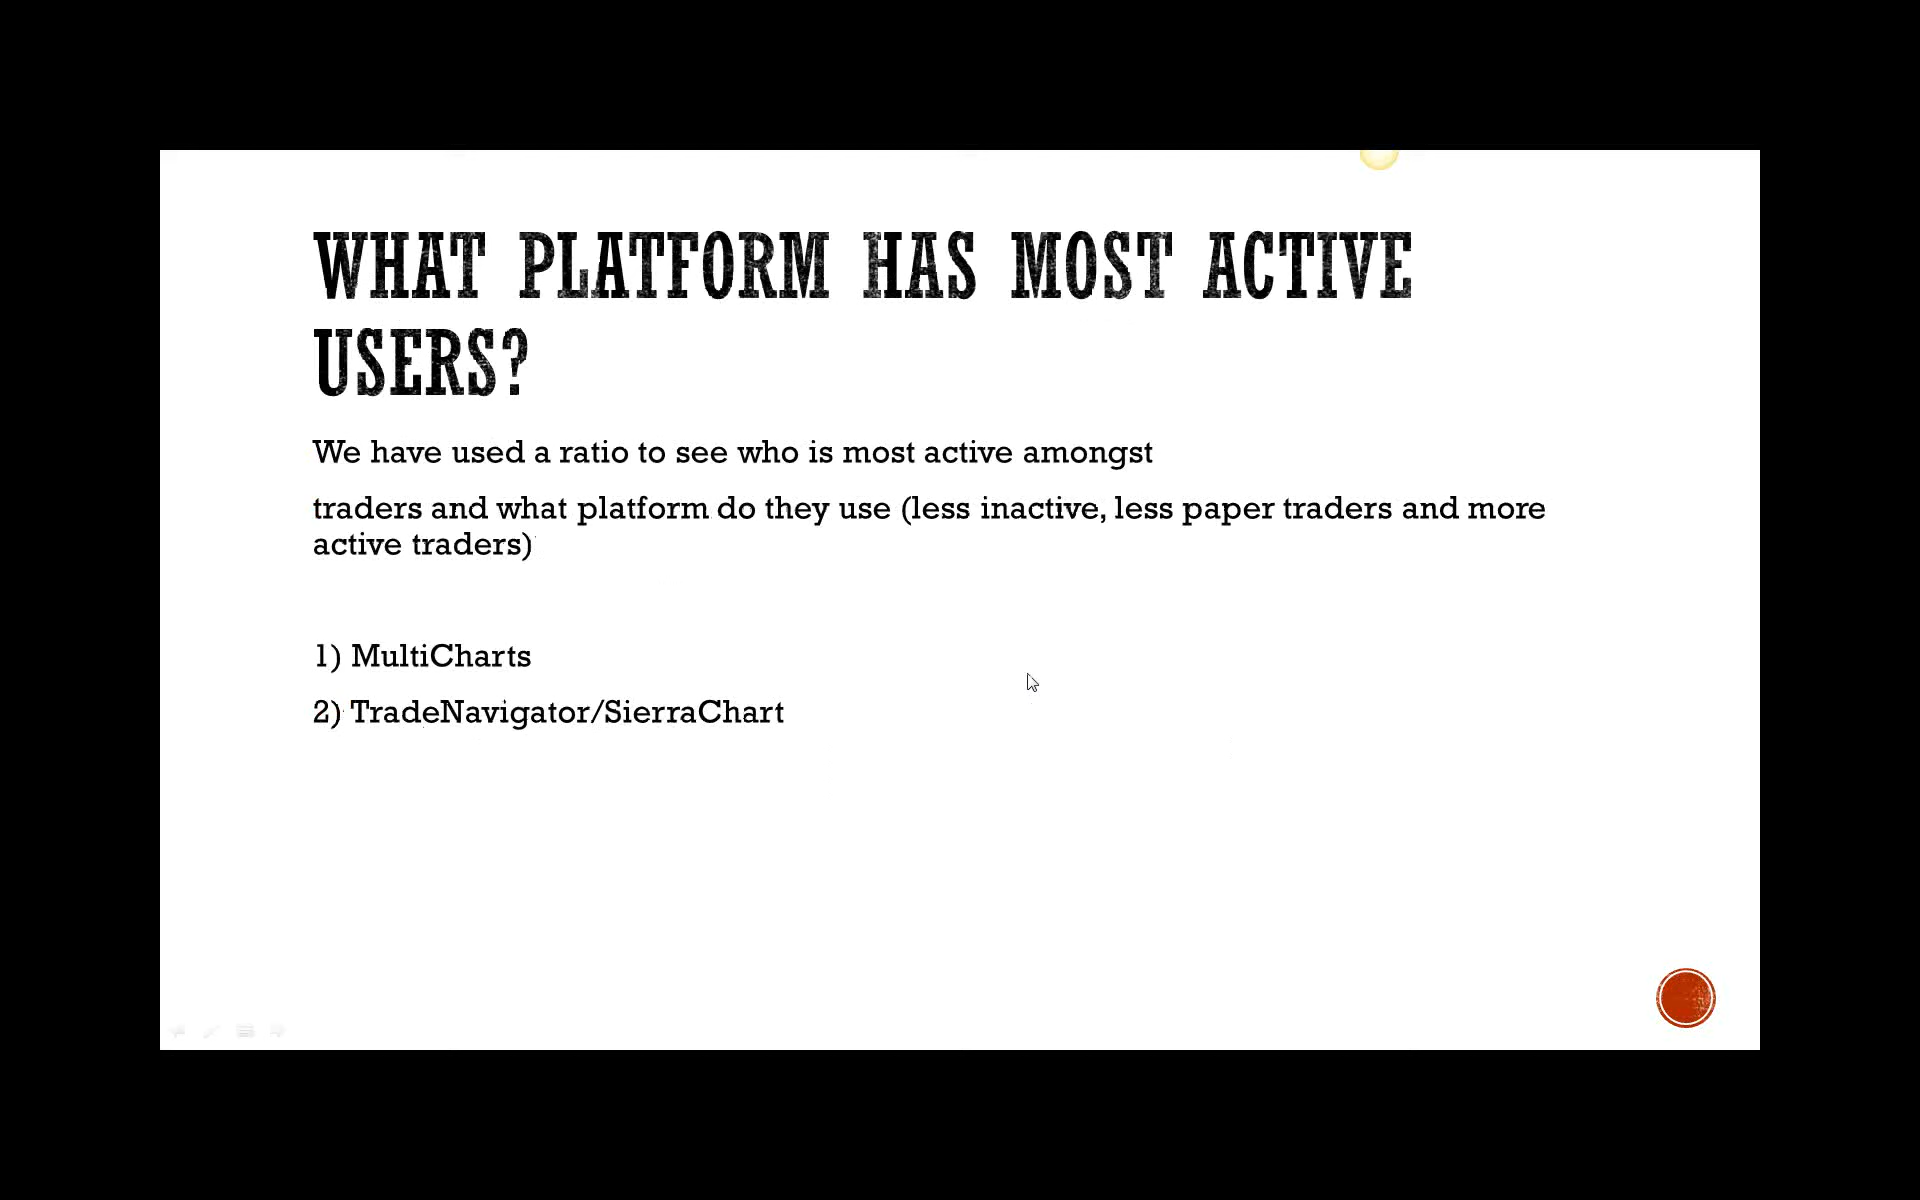 WHAT PLATFORM HAS MOST ACTIVE
USERS?
We have used a ratio to see who is most active amongst
traders and what platform do they use (less inactive, less paper traders and more
active traders)
1) MultiCharts
2) TradeNavigator/SierraChart